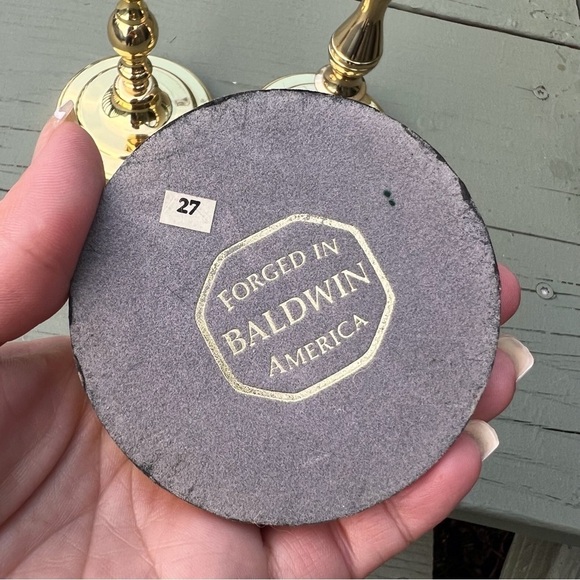 27
FORGED IN
BALDWIN
AMERICA